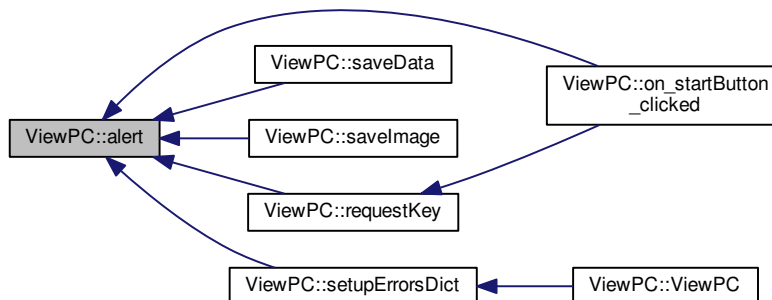 ViewPC::saveData
ViewPC::on_startButton
_clicked
ViewPC::alert
ViewPC::saveImage
ViewPC::requestKey
ViewPC::setupErrorsDict
ViewPC::ViewPC